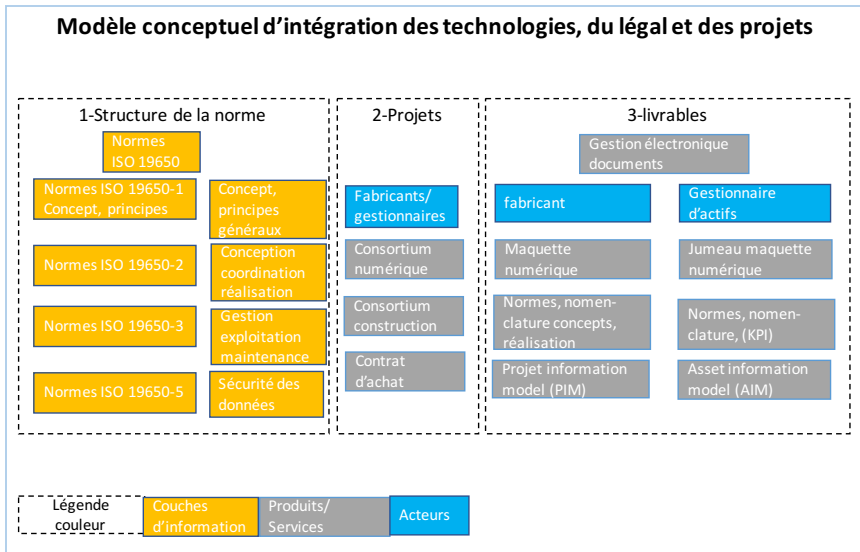 Modèle conceptuel d'intégration des technologies, du légal et des projets
1-Structure de la norme
Normes
ISO 19650
Normes ISO 19650-1
Concept, principes
Concept,
principes
généraux
Normes ISO 19650-2
Conception
coordination
réalisation
Normes ISO 19650-3
Gestion
exploitation
maintenance
Normes ISO 19650-5
Sécurité des
données
2-Projets
Fabricants/
gestionnaires
Consortium
numérique
Consortium
construction
Contrat
d'achat
3-livrables
Gestion électronique
documents
fabricant
Gestionnaire
d'actifs
Maquette
numérique
Jumeau maquette
numérique
Normes, nomen-
clature concepts,
réalisation
Normes, nomen-
clature, (KPI)
Projet information
model (PIM)
Asset information
model (AIM)
Légende
couleur
Couches
d'information
Produits/
Services
Acteurs